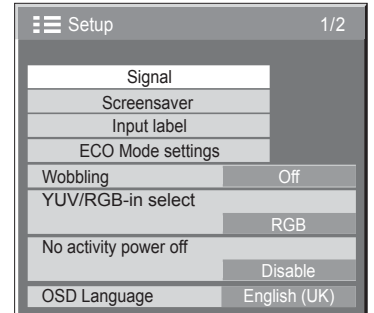 Setup 1/2
Signal
Screensaver
Input label
ECO Mode settings
Wobbling Off
YUV/RGB-in select
RGB
No activity power off
Disable
OSD Language English (UK)